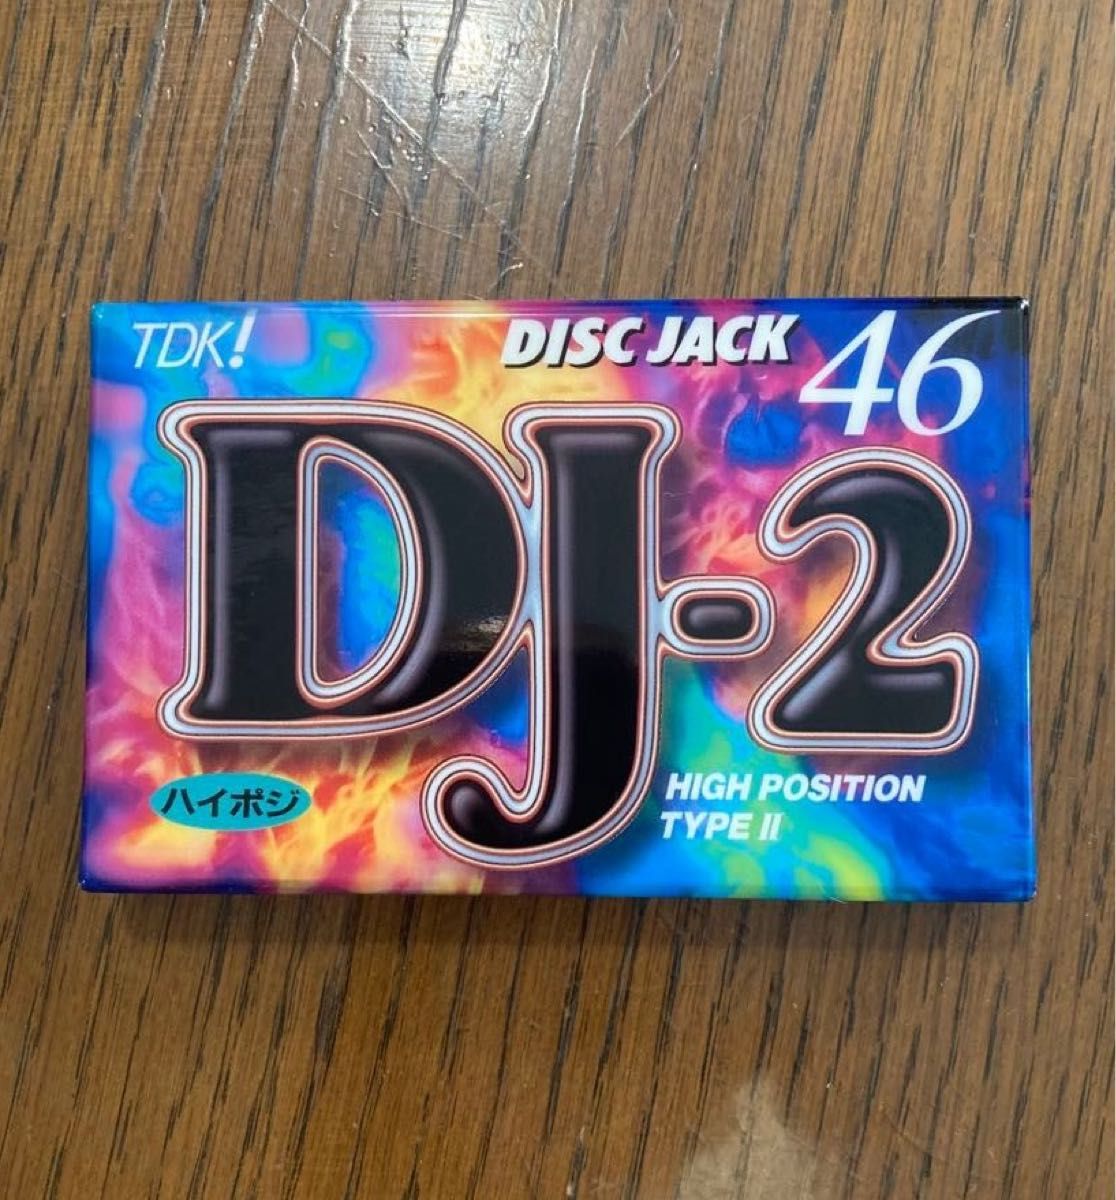 TDK!
DISC JACK
46
DJ-2
ハイポジ
HIGH POSITION
TYPE II